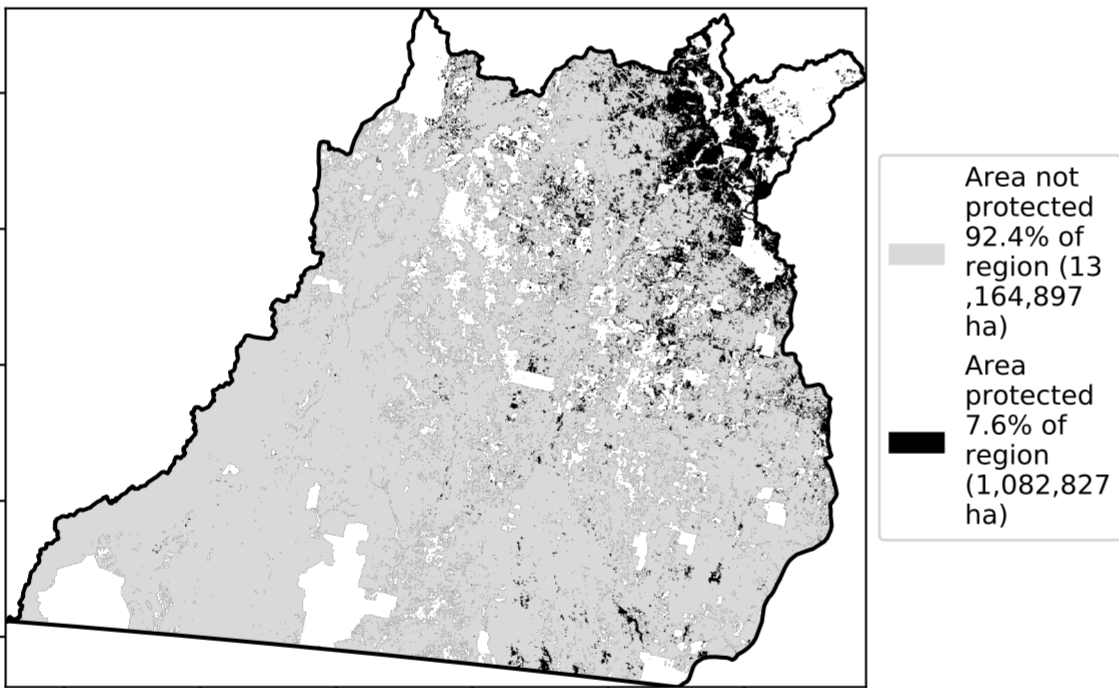 Area not
protected
92.4% of
region (13
,164,897
ha)
Area
protected
7.6% of
region
(1,082,827
ha)